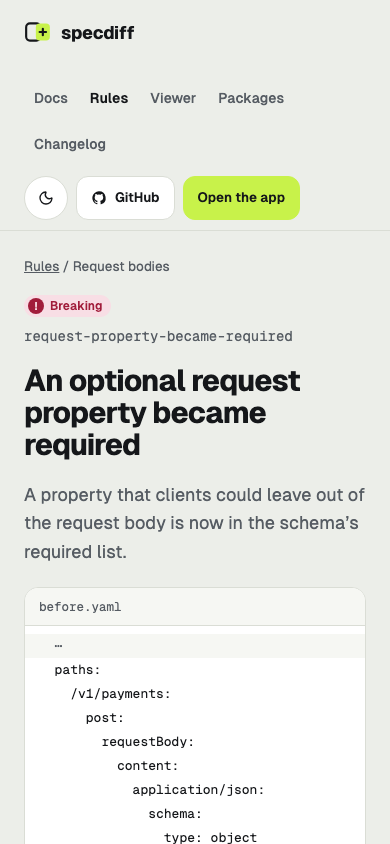 specdiff
Docs Rules Viewer Packages
Changelog
GitHub Open the app
Rules / Request bodies
! Breaking
request-property-became-required
An optional request
property became
required
A property that clients could leave out of
the request body is now in the schema’s
required list.
before.yaml
…
paths:
/v1/payments:
post:
requestBody:
content:
application/json:
schema:
type: object